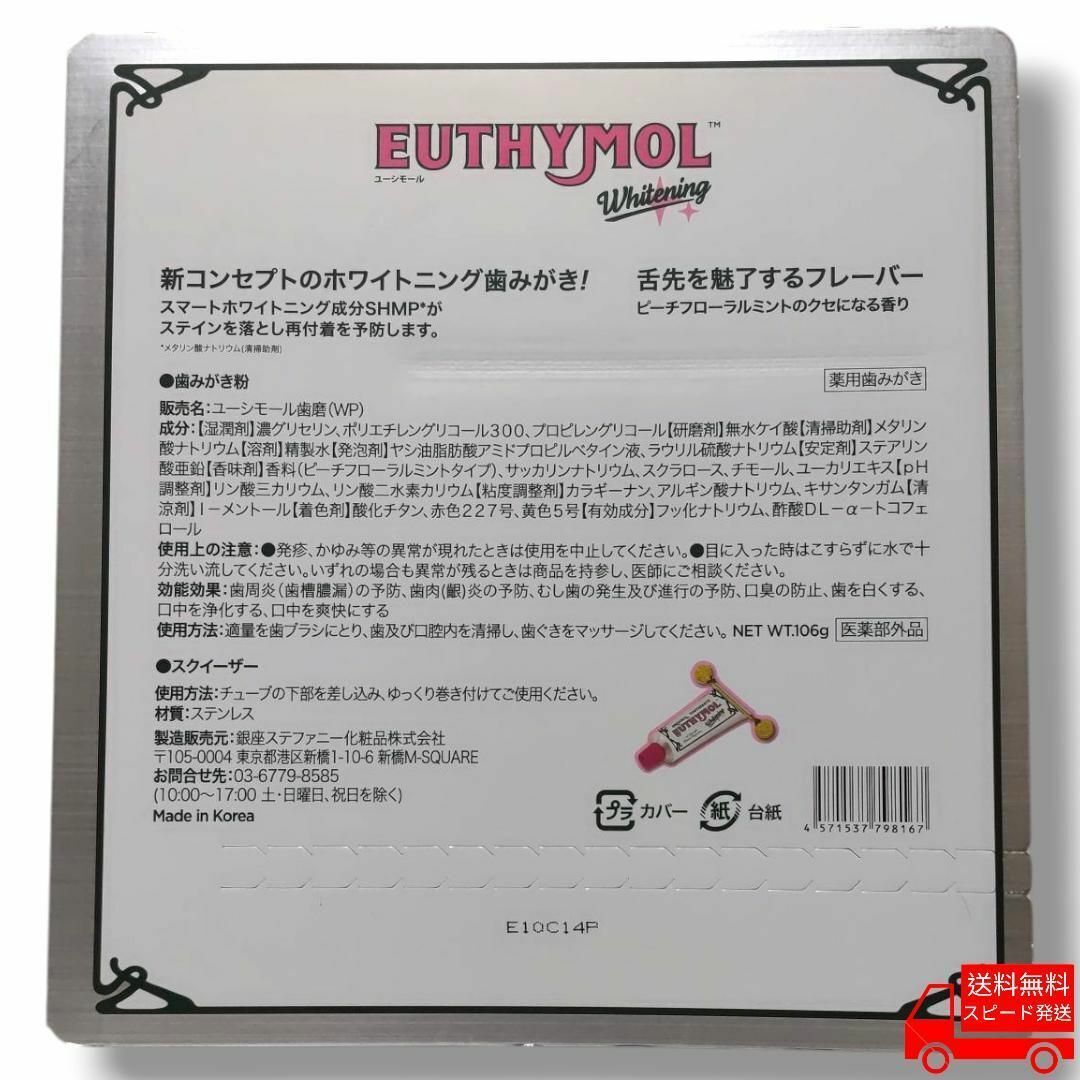 EUTHYMOL™
ユーシモール
Whitening
新コンセプトのホワイトニング歯みがき!
スマートホワイトニング成分SHMP*が
ステインを落とし再付着を予防します。
*メタリン酸ナトリウム(清掃助剤)
舌先を魅了するフレーバー
ピーチフローラルミントのクセになる香り
●歯みがき粉
薬用歯みがき
販売名:ユーシモール歯磨(WP)
成分:【湿潤剤】濃グリセリン、ポリエチレングリコール300、プロピレングリコール【研磨剤】無水ケイ酸【清掃助剤】メタリン
酸ナトリウム【溶剤】精製水【発泡剤】ヤシ油脂肪酸アミドプロピルベタイン液、ラウリル硫酸ナトリウム【安定剤】ステアリン
酸亜鉛【香味剤】香料(ピーチフローラルミントタイプ)、サッカリンナトリウム、スクラロース、チモール、ユーカリエキス【pH
調整剤】リン酸三カリウム、リン酸二水素カリウム【粘度調整剤】カラギーナン、アルギン酸ナトリウム、キサンタンガム【清
涼剤】l-メントール【着色剤】酸化チタン、赤色227号、黄色5号【有効成分】フッ化ナトリウム、酢酸DL-α-トコフェ
ロール
使用上の注意:●発疹、かゆみ等の異常が現れたときは使用を中止してください。●目に入った時はこすらずに水で十
分洗い流してください。いずれの場合も異常が残るときは商品を持参し、医師にご相談ください。
効能効果:歯周炎(歯槽膿漏)の予防、歯肉(齦)炎の予防、むし歯の発生及び進行の予防、口臭の防止、歯を白くする、
口中を浄化する、口中を爽快にする
使用方法:適量を歯ブラシにとり、歯及び口腔内を清掃し、歯ぐきをマッサージしてください。 NET WT.106g 医薬部外品
●スクイーザー
使用方法:チューブの下部を差し込み、ゆっくり巻き付けてご使用ください。
材質:ステンレス
製造販売元:銀座ステファニー化粧品株式会社
〒105-0004 東京都港区新橋1-10-6 新橋M-SQUARE
お問合せ先:03-6779-8585
(10:00〜17:00 土・日曜日、祝日を除く)
Made in Korea
EUTHYMOL
Whitening
プラ カバー 紙 台紙
4 571537 798167
E10C14P
送料無料
スピード発送